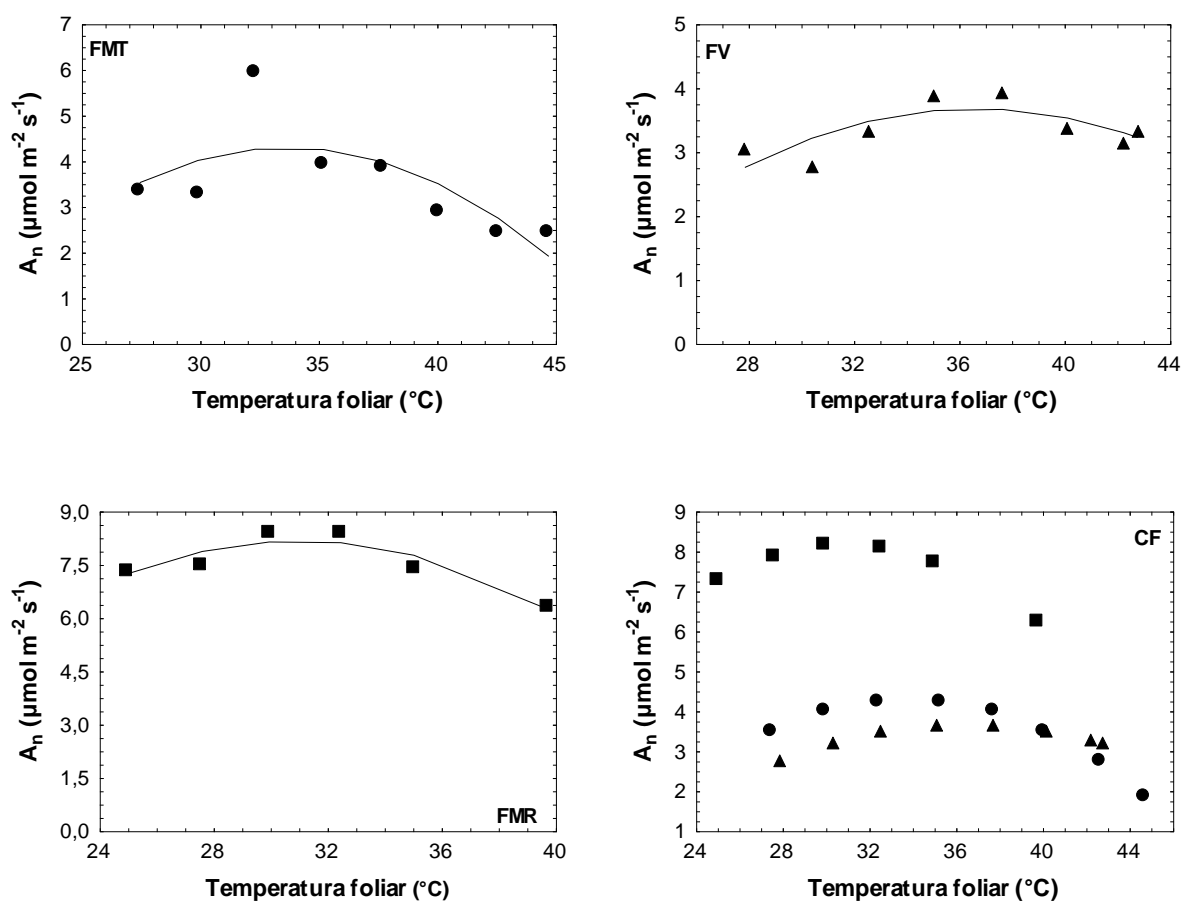 FMT
7
6
5
4
3
2
1
0
25 30 35 40 45
Aₙ (µmol m⁻² s⁻¹)
Temperatura foliar (°C)
FV
5
4
3
2
1
0
28 32 36 40 44
Aₙ (µmol m⁻² s⁻¹)
Temperatura foliar (°C)
9,0
7,5
6,0
4,5
3,0
1,5
0,0
FMR
24 28 32 36 40
Aₙ (µmol m⁻² s⁻¹)
Temperatura foliar (°C)
CF
9
8
7
6
5
4
3
2
1
24 28 32 36 40 44
Aₙ (µmol m⁻² s⁻¹)
Temperatura foliar (°C)